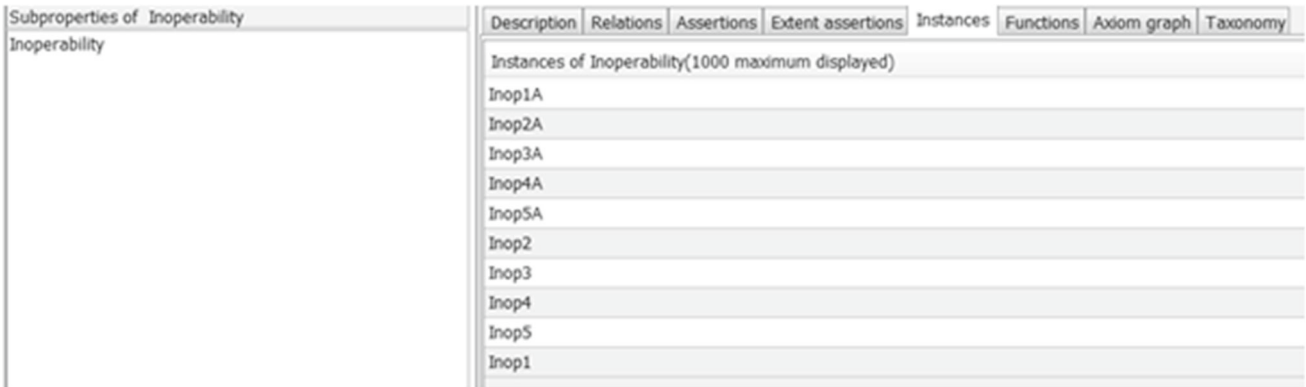 Subproperties of Inoperability
Inoperability
Description Relations Assertions Extent assertions Instances Functions Axiom graph Taxonomy
Instances of Inoperability(1000 maximum displayed)
Inop1A
Inop2A
Inop3A
Inop4A
Inop5A
Inop2
Inop3
Inop4
Inop5
Inop1